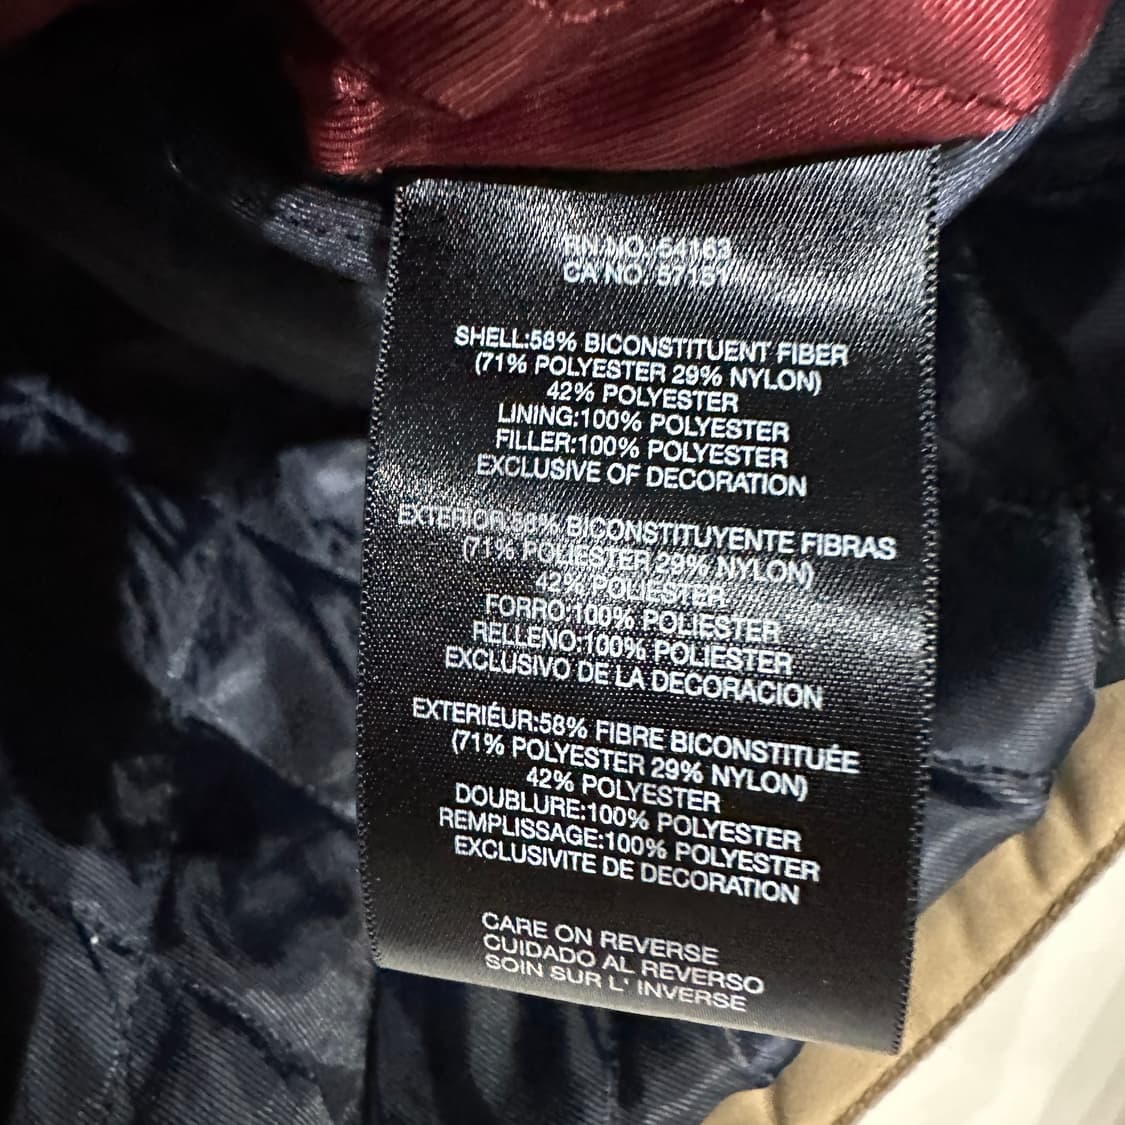 RN NO. 54163
CA NO. 57151
SHELL:58% BICONSTITUENT FIBER
(71% POLYESTER 29% NYLON)
42% POLYESTER
LINING:100% POLYESTER
FILLER:100% POLYESTER
EXCLUSIVE OF DECORATION
EXTERIOR:58% BICONSTITUYENTE FIBRAS
(71% POLIESTER 29% NYLON)
42% POLIESTER
FORRO:100% POLIESTER
RELLENO:100% POLIESTER
EXCLUSIVO DE LA DECORACION
EXTERIÉUR:58% FIBRE BICONSTITUÉE
(71% POLYESTER 29% NYLON)
42% POLYESTER
DOUBLURE:100% POLYESTER
REMPLISSAGE:100% POLYESTER
EXCLUSIVITE DE DECORATION
CARE ON REVERSE
CUIDADO AL REVERSO
SOIN SUR L' INVERSE